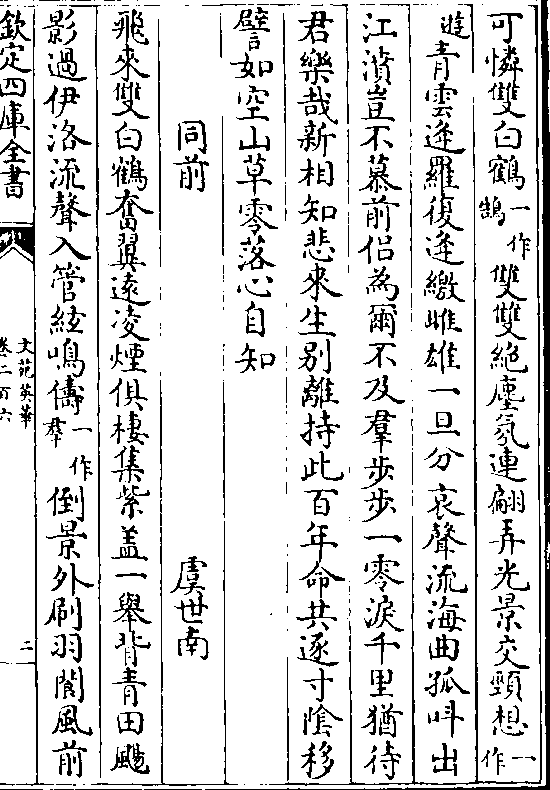 可憐雙白鶴一作鵠雙雙絶塵氛連翩弄光景交頸想一作
遊青雲逢羅復逢繳雌雄一旦分哀聲流海曲孤叫出
江濱豈不慕前侣為爾不及羣步步一零淚千里猶待
君樂哉新相知悲來生别離持此百年命共逐寸陰移
譬如空山草零落心自知
同前 虞世南
飛來雙白鶴奮翼逺凌煙俱棲集紫盖一舉背青田颺
影過伊洛流聲入管絃鳴儔一作羣倒景外刷羽閬風前
欽定四庫全書
文苑英華
卷二百六
二